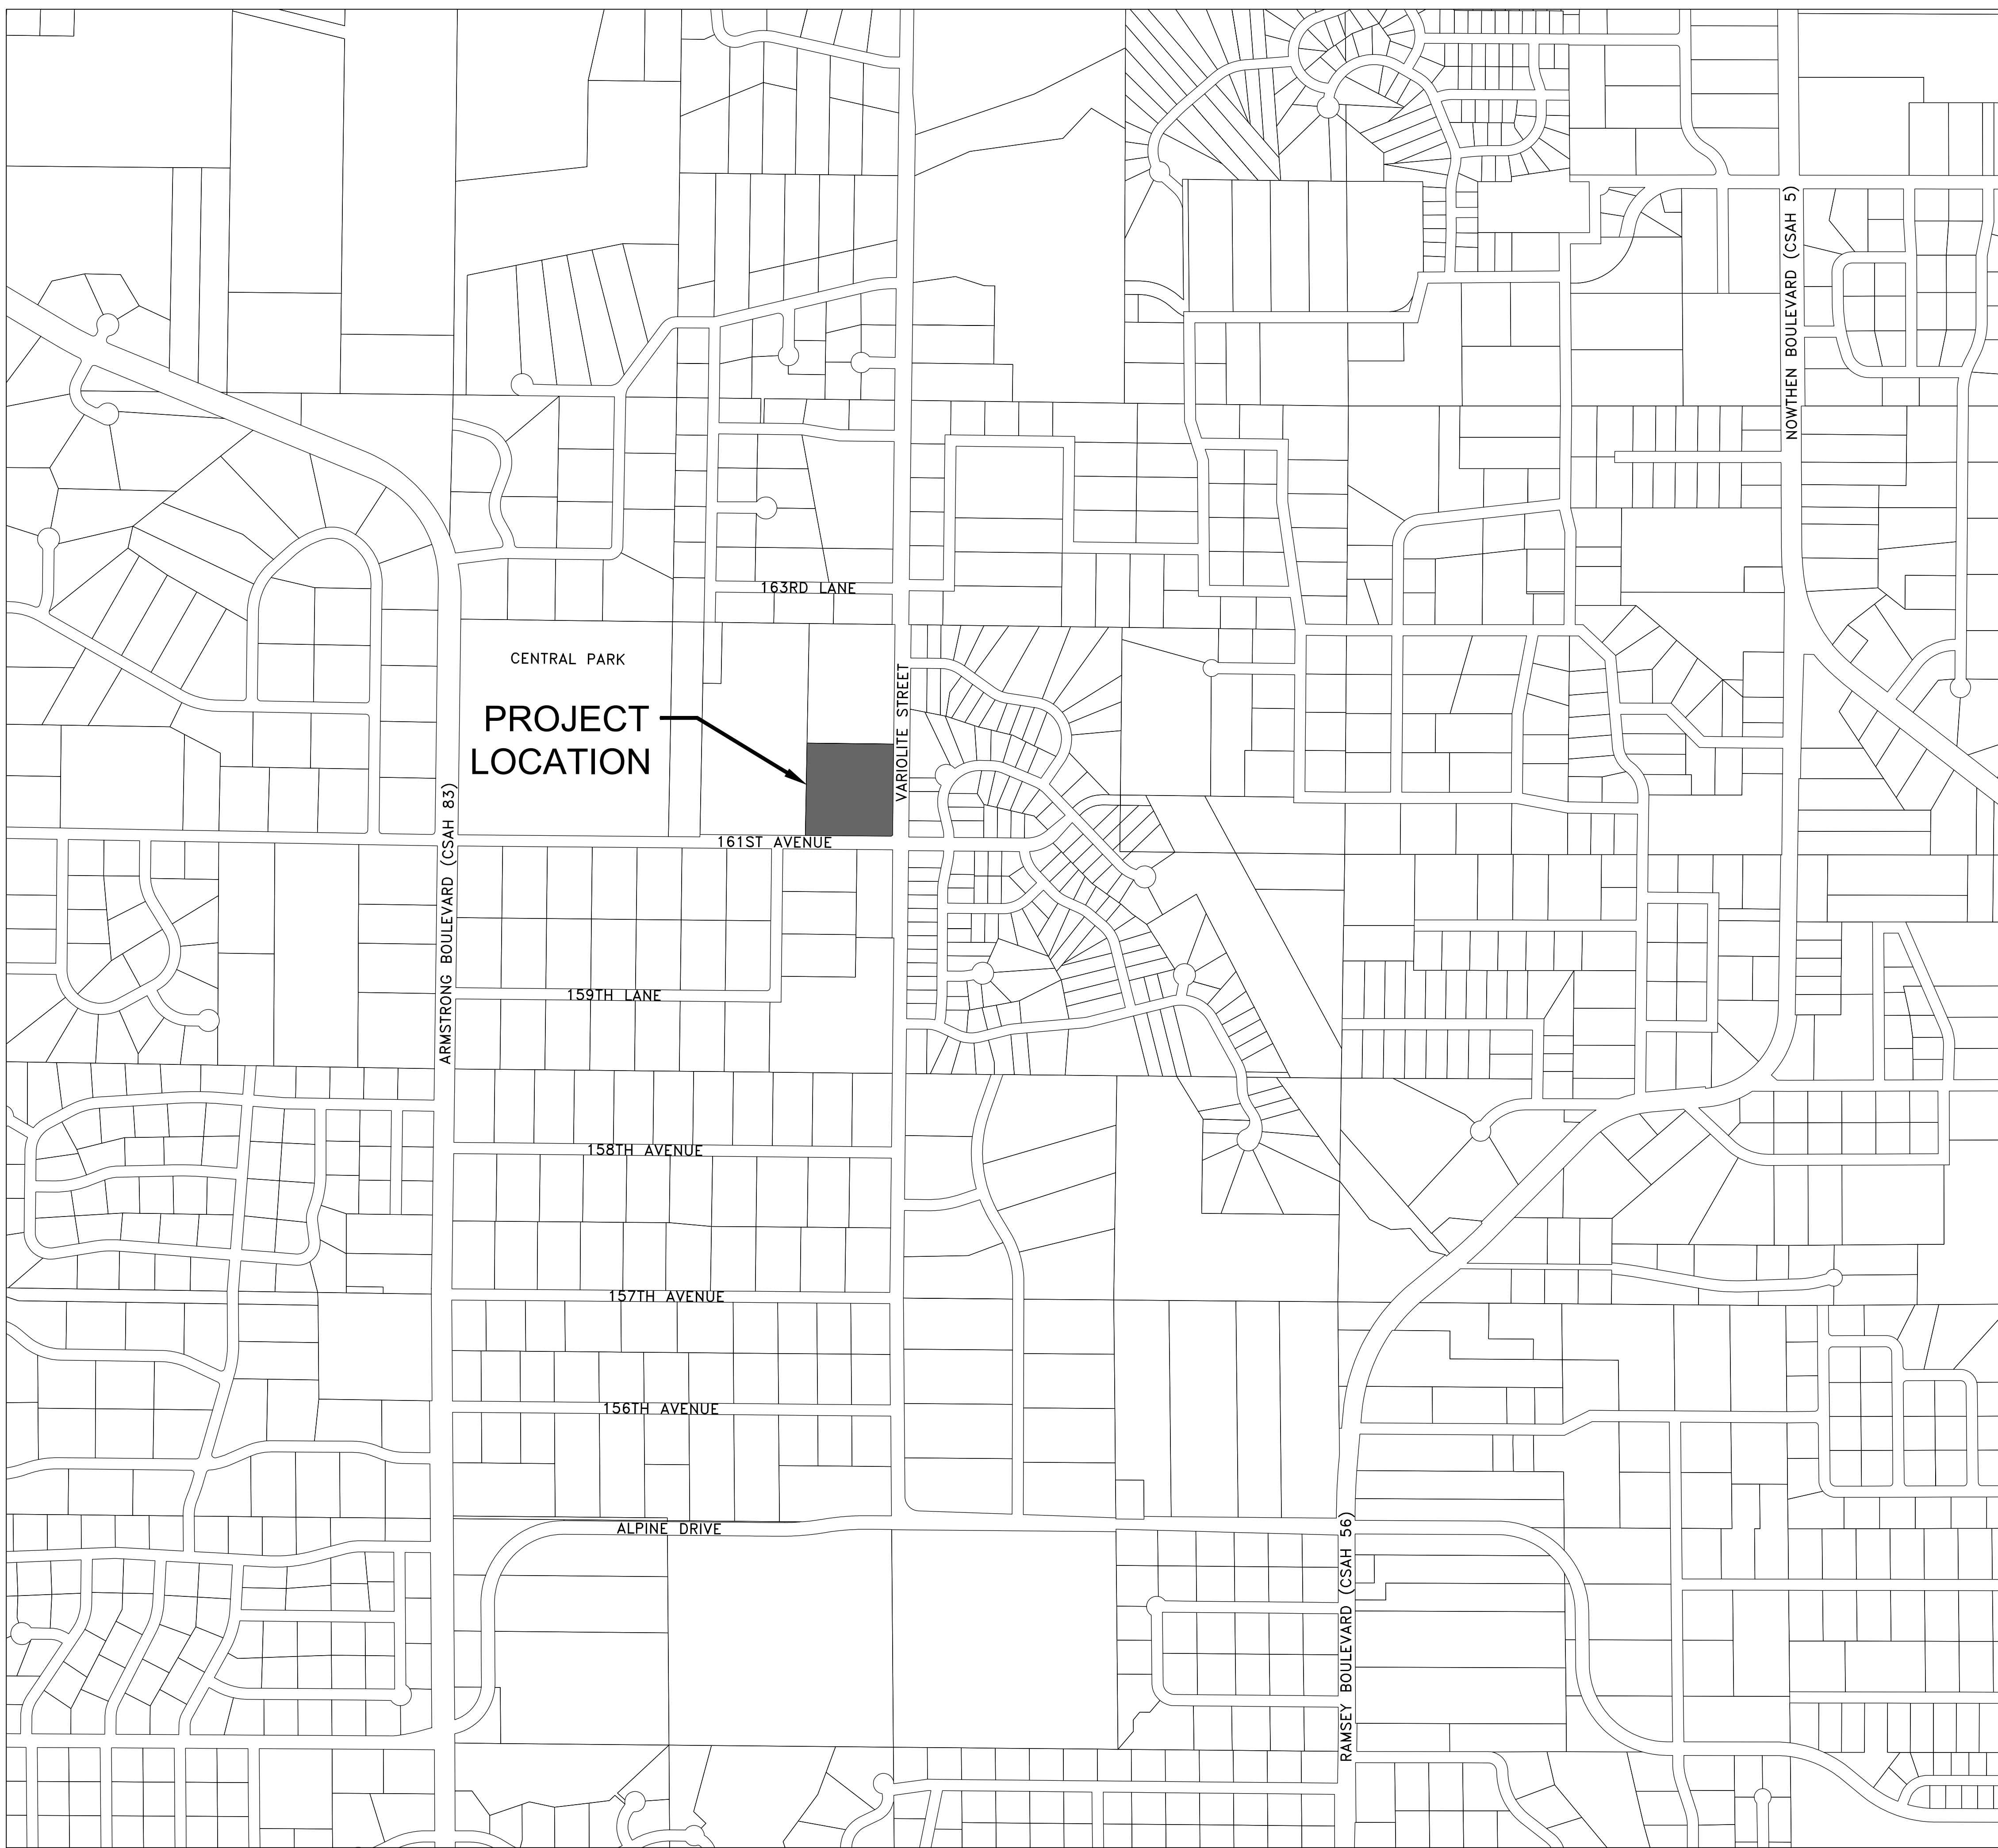 NOWTHEN BOULEVARD (CSAH 5)
163RD LANE
CENTRAL PARK
PROJECT
LOCATION
VARIOLITE STREET
161ST AVENUE
ARMSTRONG BOULEVARD (CSAH 83)
159TH LANE
158TH AVENUE
157TH AVENUE
156TH AVENUE
ALPINE DRIVE
RAMSEY BOULEVARD (CSAH 56)